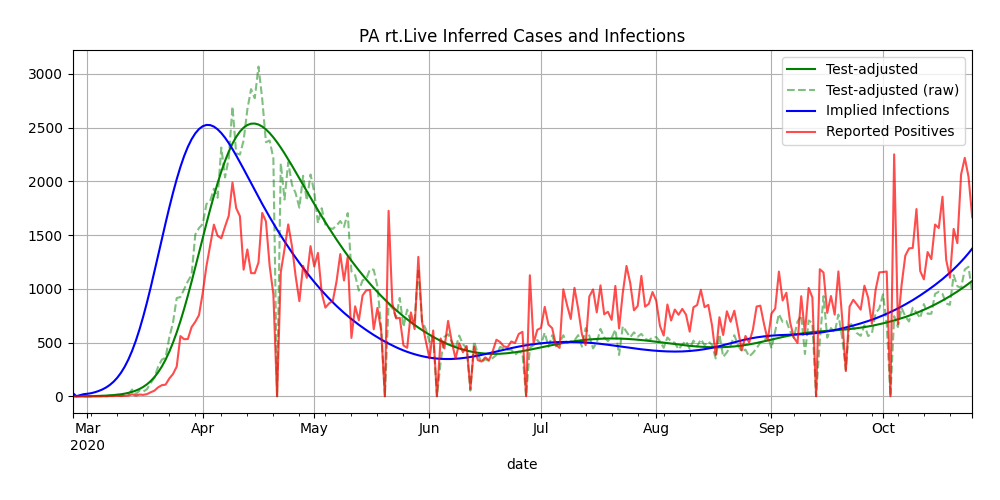 PA rt.Live Inferred Cases and Infections
3000
2500
2000
1500
1000
500
0
Test-adjusted
Test-adjusted (raw)
Implied Infections
Reported Positives
Mar Apr May Jun Jul Aug Sep Oct
2020
date